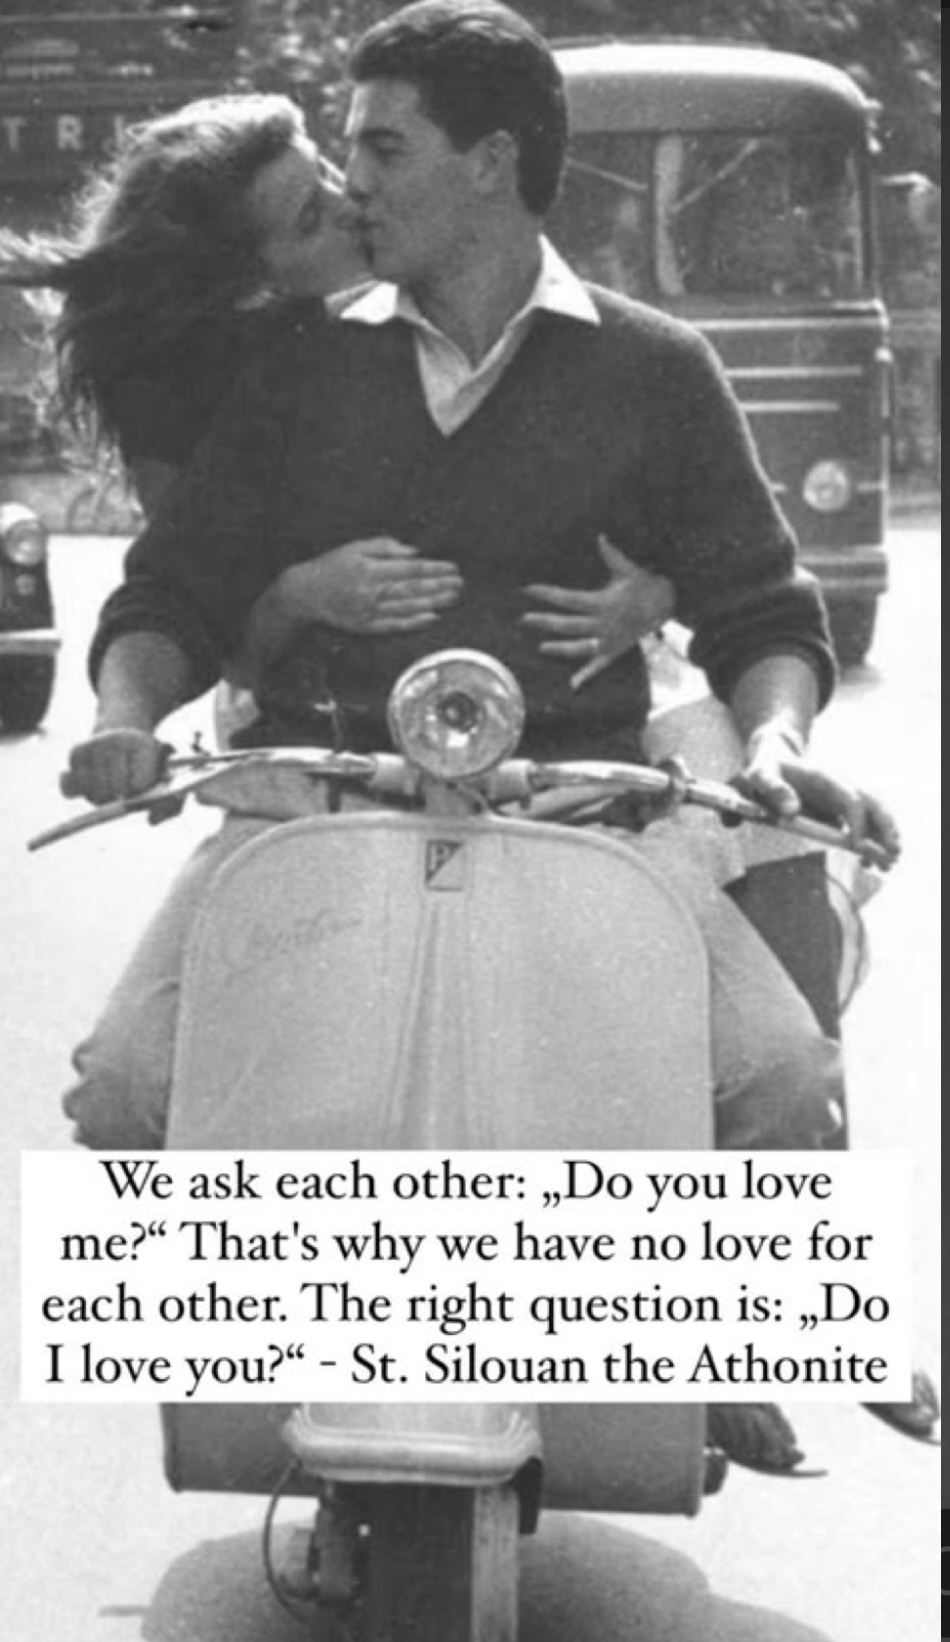 TRI
We ask each other: „Do you love
me?“ That's why we have no love for
each other. The right question is: „Do
I love you?“ - St. Silouan the Athonite